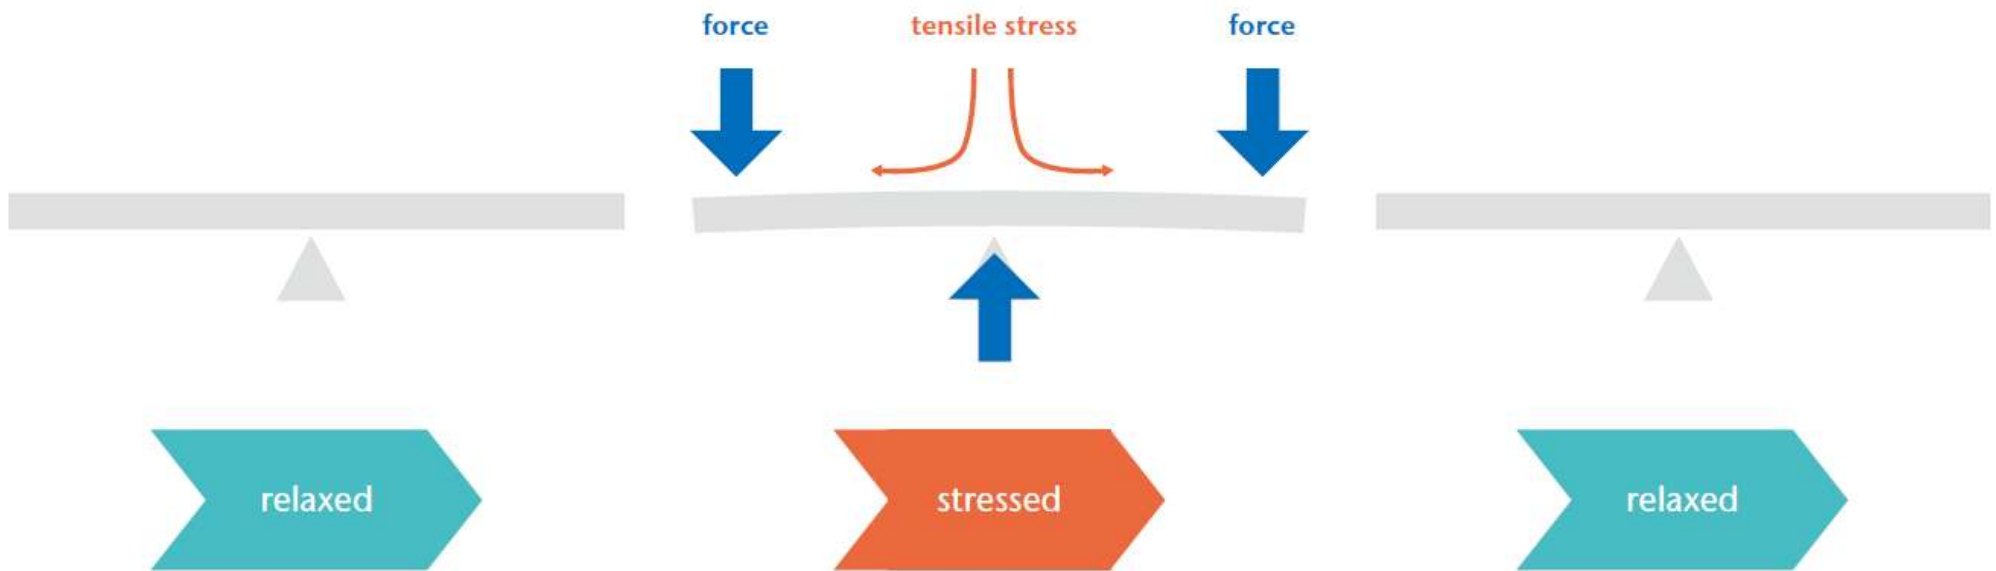 force
tensile stress
force
relaxed
stressed
relaxed